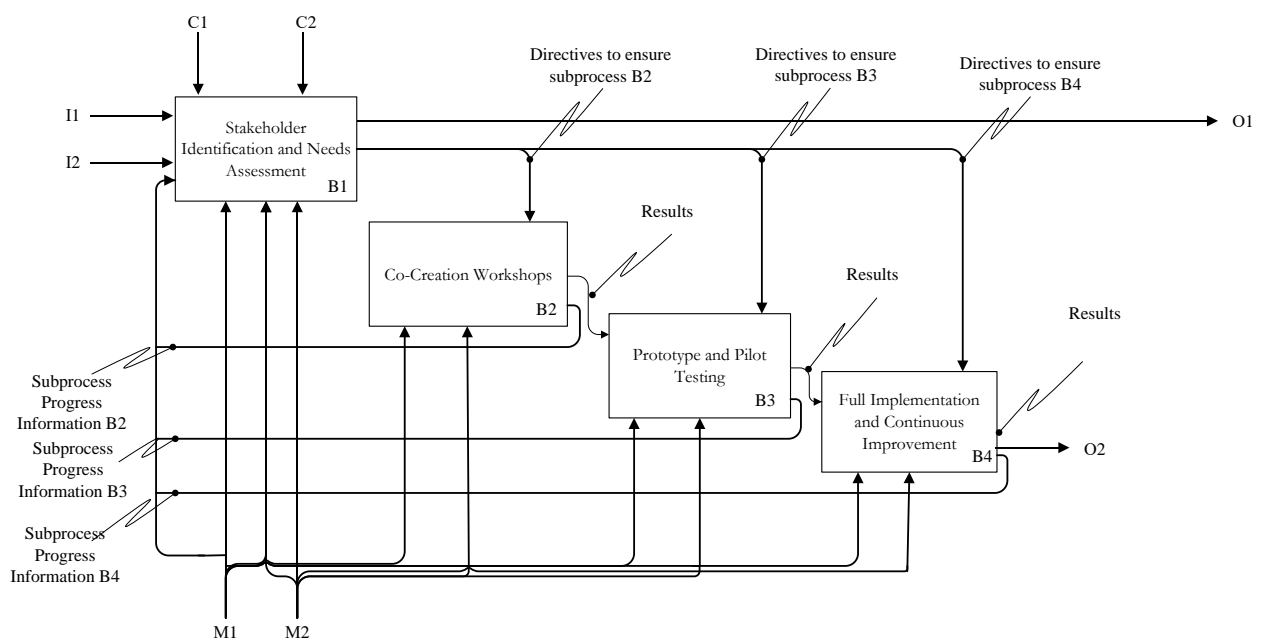 C1
C2
Directives to ensure
subprocess B2
Directives to ensure
subprocess B3
Directives to ensure
subprocess B4
I1
I2
Stakeholder
Identification and Needs
Assessment
B1
O1
Results
Co-Creation Workshops
B2
Results
Results
Prototype and Pilot
Testing
B3
Full Implementation
and Continuous
Improvement
B4
O2
Subprocess
Progress
Information B2
Subprocess
Progress
Information B3
Subprocess
Progress
Information B4
M1
M2